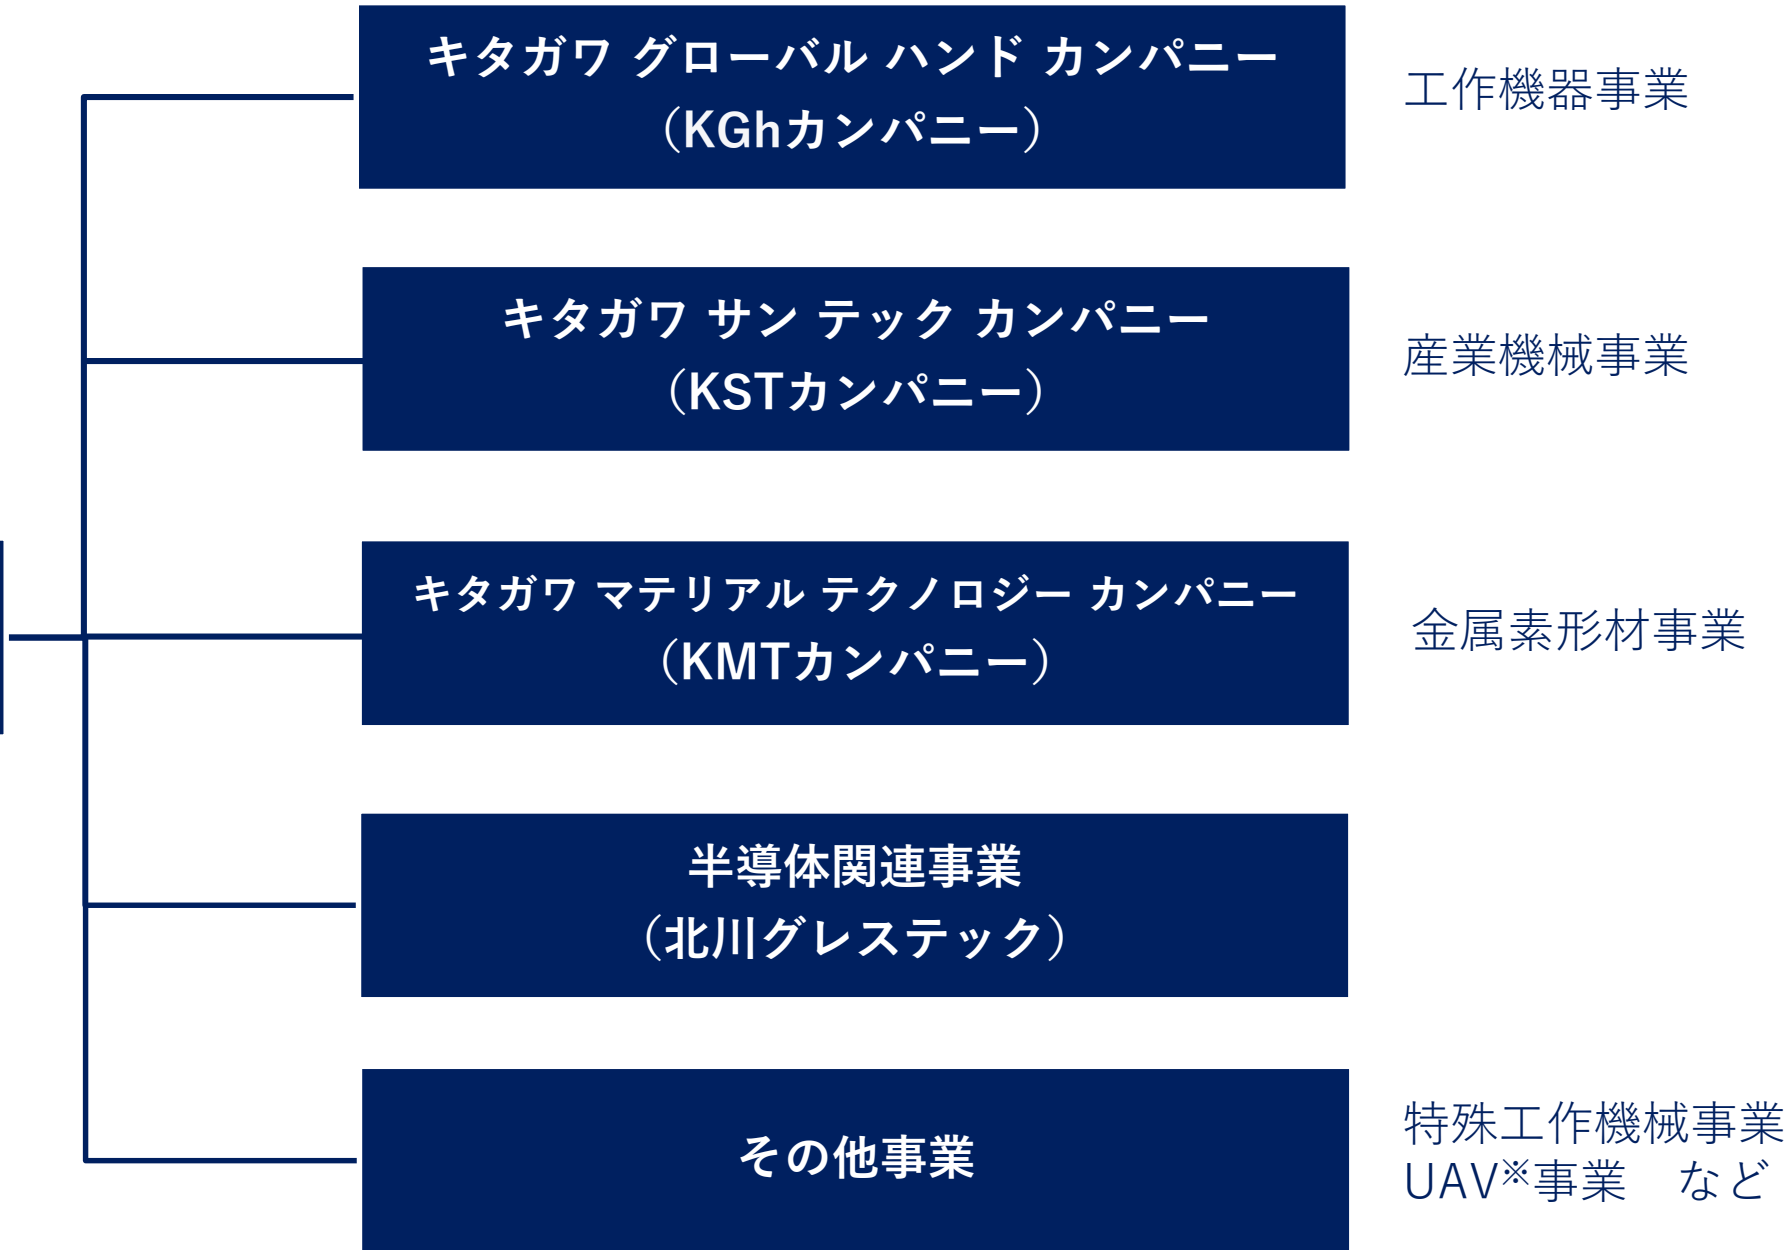 キタガワ グローバル ハンド カンパニー
（KGhカンパニー）
工作機器事業
キタガワ サン テック カンパニー
（KSTカンパニー）
産業機械事業
キタガワ マテリアル テクノロジー カンパニー
（KMTカンパニー）
金属素形材事業
半導体関連事業
（北川グレステック）
その他事業
特殊工作機械事業
UAV※事業　など